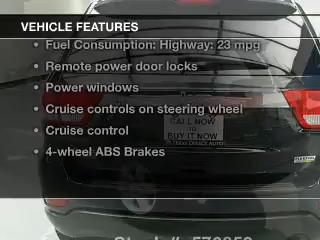 VEHICLE FEATURES
• Fuel Consumption: Highway: 23 mpg
• Remote power door locks
• Power windows
• Cruise controls on steering wheel
• Cruise control
• 4-wheel ABS Brakes
CALL NOW
TO
BUY IT NOW